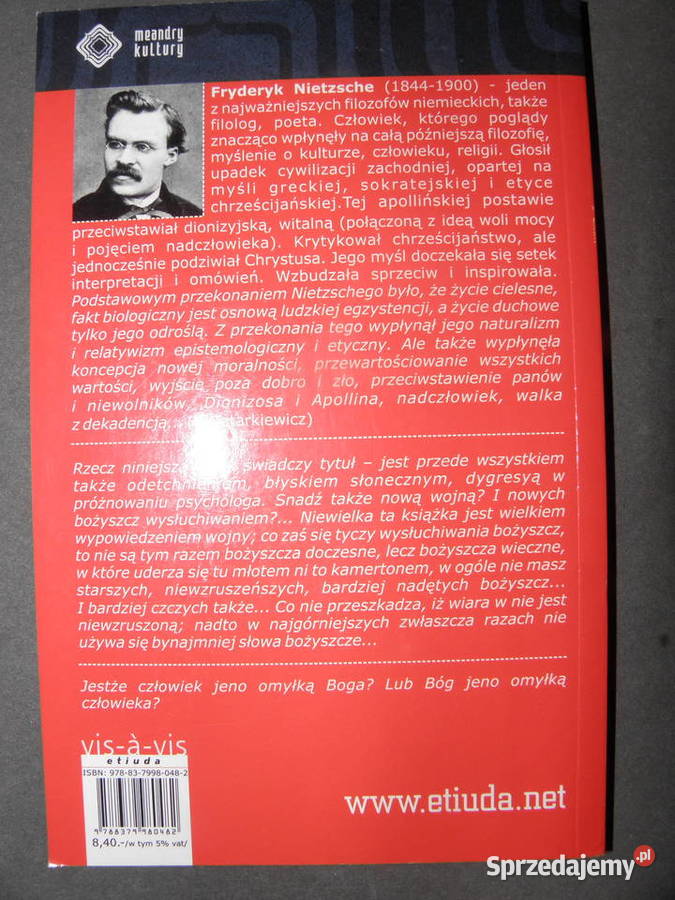 meandry
kultury
Fryderyk Nietzsche (1844-1900) - jeden
z najważniejszych filozofów niemieckich, także
filolog, poeta. Człowiek, którego poglądy
znacząco wpłynęły na całą późniejszą filozofię,
myślenie o kulturze, człowieku, religii. Głosił
upadek cywilizacji zachodniej, opartej na
myśli greckiej, sokratejskiej i etyce
chrześcijańskiej.Tej apollińskiej postawie
przeciwstawiał dionizyjską, witalną (połączoną z ideą woli mocy
i pojęciem nadczłowieka). Krytykował chrześcijaństwo, ale
jednocześnie podziwiał Chrystusa. Jego myśl doczekała się setek
interpretacji i omówień. Wzbudzała sprzeciw i inspirowała.
Podstawowym przekonaniem Nietzschego było, że życie cielesne,
fakt biologiczny jest osnową ludzkiej egzystencji, a życie duchowe
tylko jego odroślą. Z przekonania tego wypłynął jego naturalizm
i relatywizm epistemologiczny i etyczny. Ale także wypłynęła
koncepcja nowej moralności, przewartościowanie wszystkich
wartości, wyjście poza dobro i zło, przeciwstawienie panów
i niewolników, Dionizosa i Apollina, nadczłowiek, walka
z dekadencją...
Rzecz niniejsza świadczy tytuł – jest przede wszystkiem
także odetchnieniem, błyskiem słonecznym, dygresyą w
próżnowaniu psychologa. Snadź także nową wojną? I nowych
bożyszcz wysłuchiwaniem?... Niewielka ta książka jest wielkiem
wypowiedzeniem wojny; co zaś się tyczy wysłuchiwania bożyszcz,
to nie są tym razem bożyszcza doczesne, lecz bożyszcza wieczne,
w które uderza się tu młotem ni to kamertonem, w ogóle nie masz
starszych, niewzruszeńszych, bardziej nadętych bożyszcz...
I bardziej czczych także... Co nie przeszkadza, iż wiara w nie jest
niewzruszoną; nadto w najgórniejszych zwłaszcza razach nie
używa się bynajmniej słowa bożyszcze...
Jestże człowiek jeno omyłką Boga? Lub Bóg jeno omyłką
człowieka?
vis-à-vis
etiuda
ISBN: 978-83-7998-048-2
9 788379 980482
8,40.-/w tym 5% vat/
www.etiuda.net
Sprzedajemy.pl